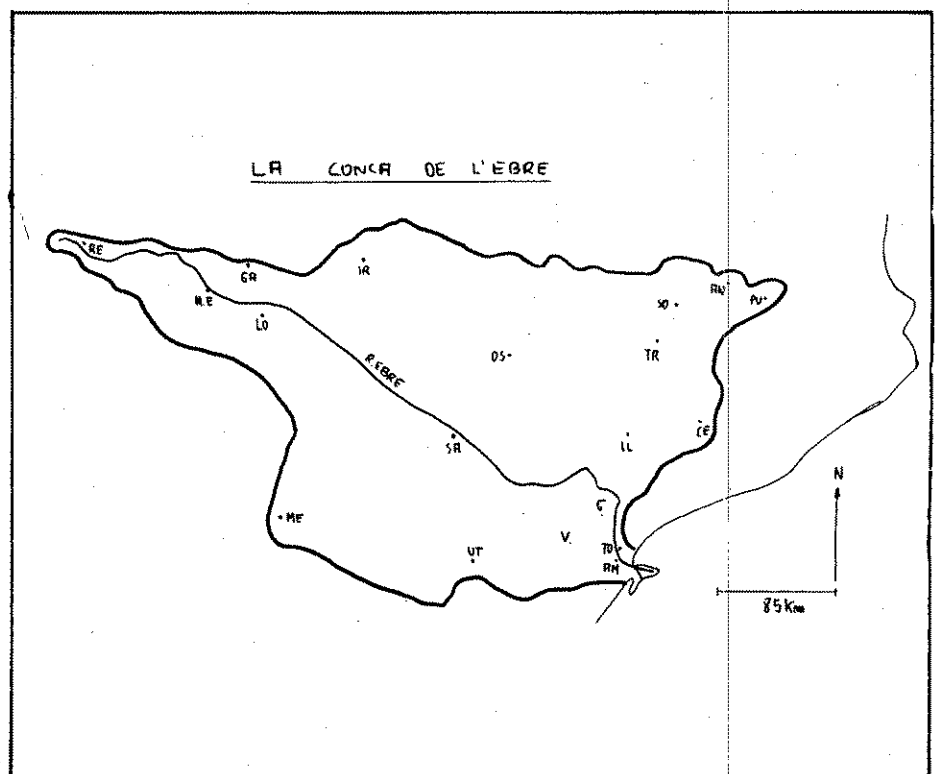 LA CONCA DE L'EBRE
RE
GA
IR
AN
PU
M.E
LO
SO
OS
TR
R. EBRE
SA
LL
CE
N
G
ME
V.
UT
TO
AM
85 Km